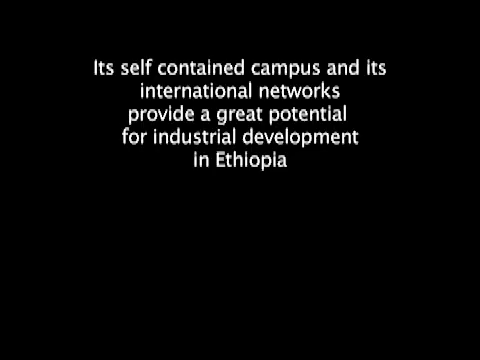 Its self contained campus and its
international networks
provide a great potential
for industrial development
in Ethiopia